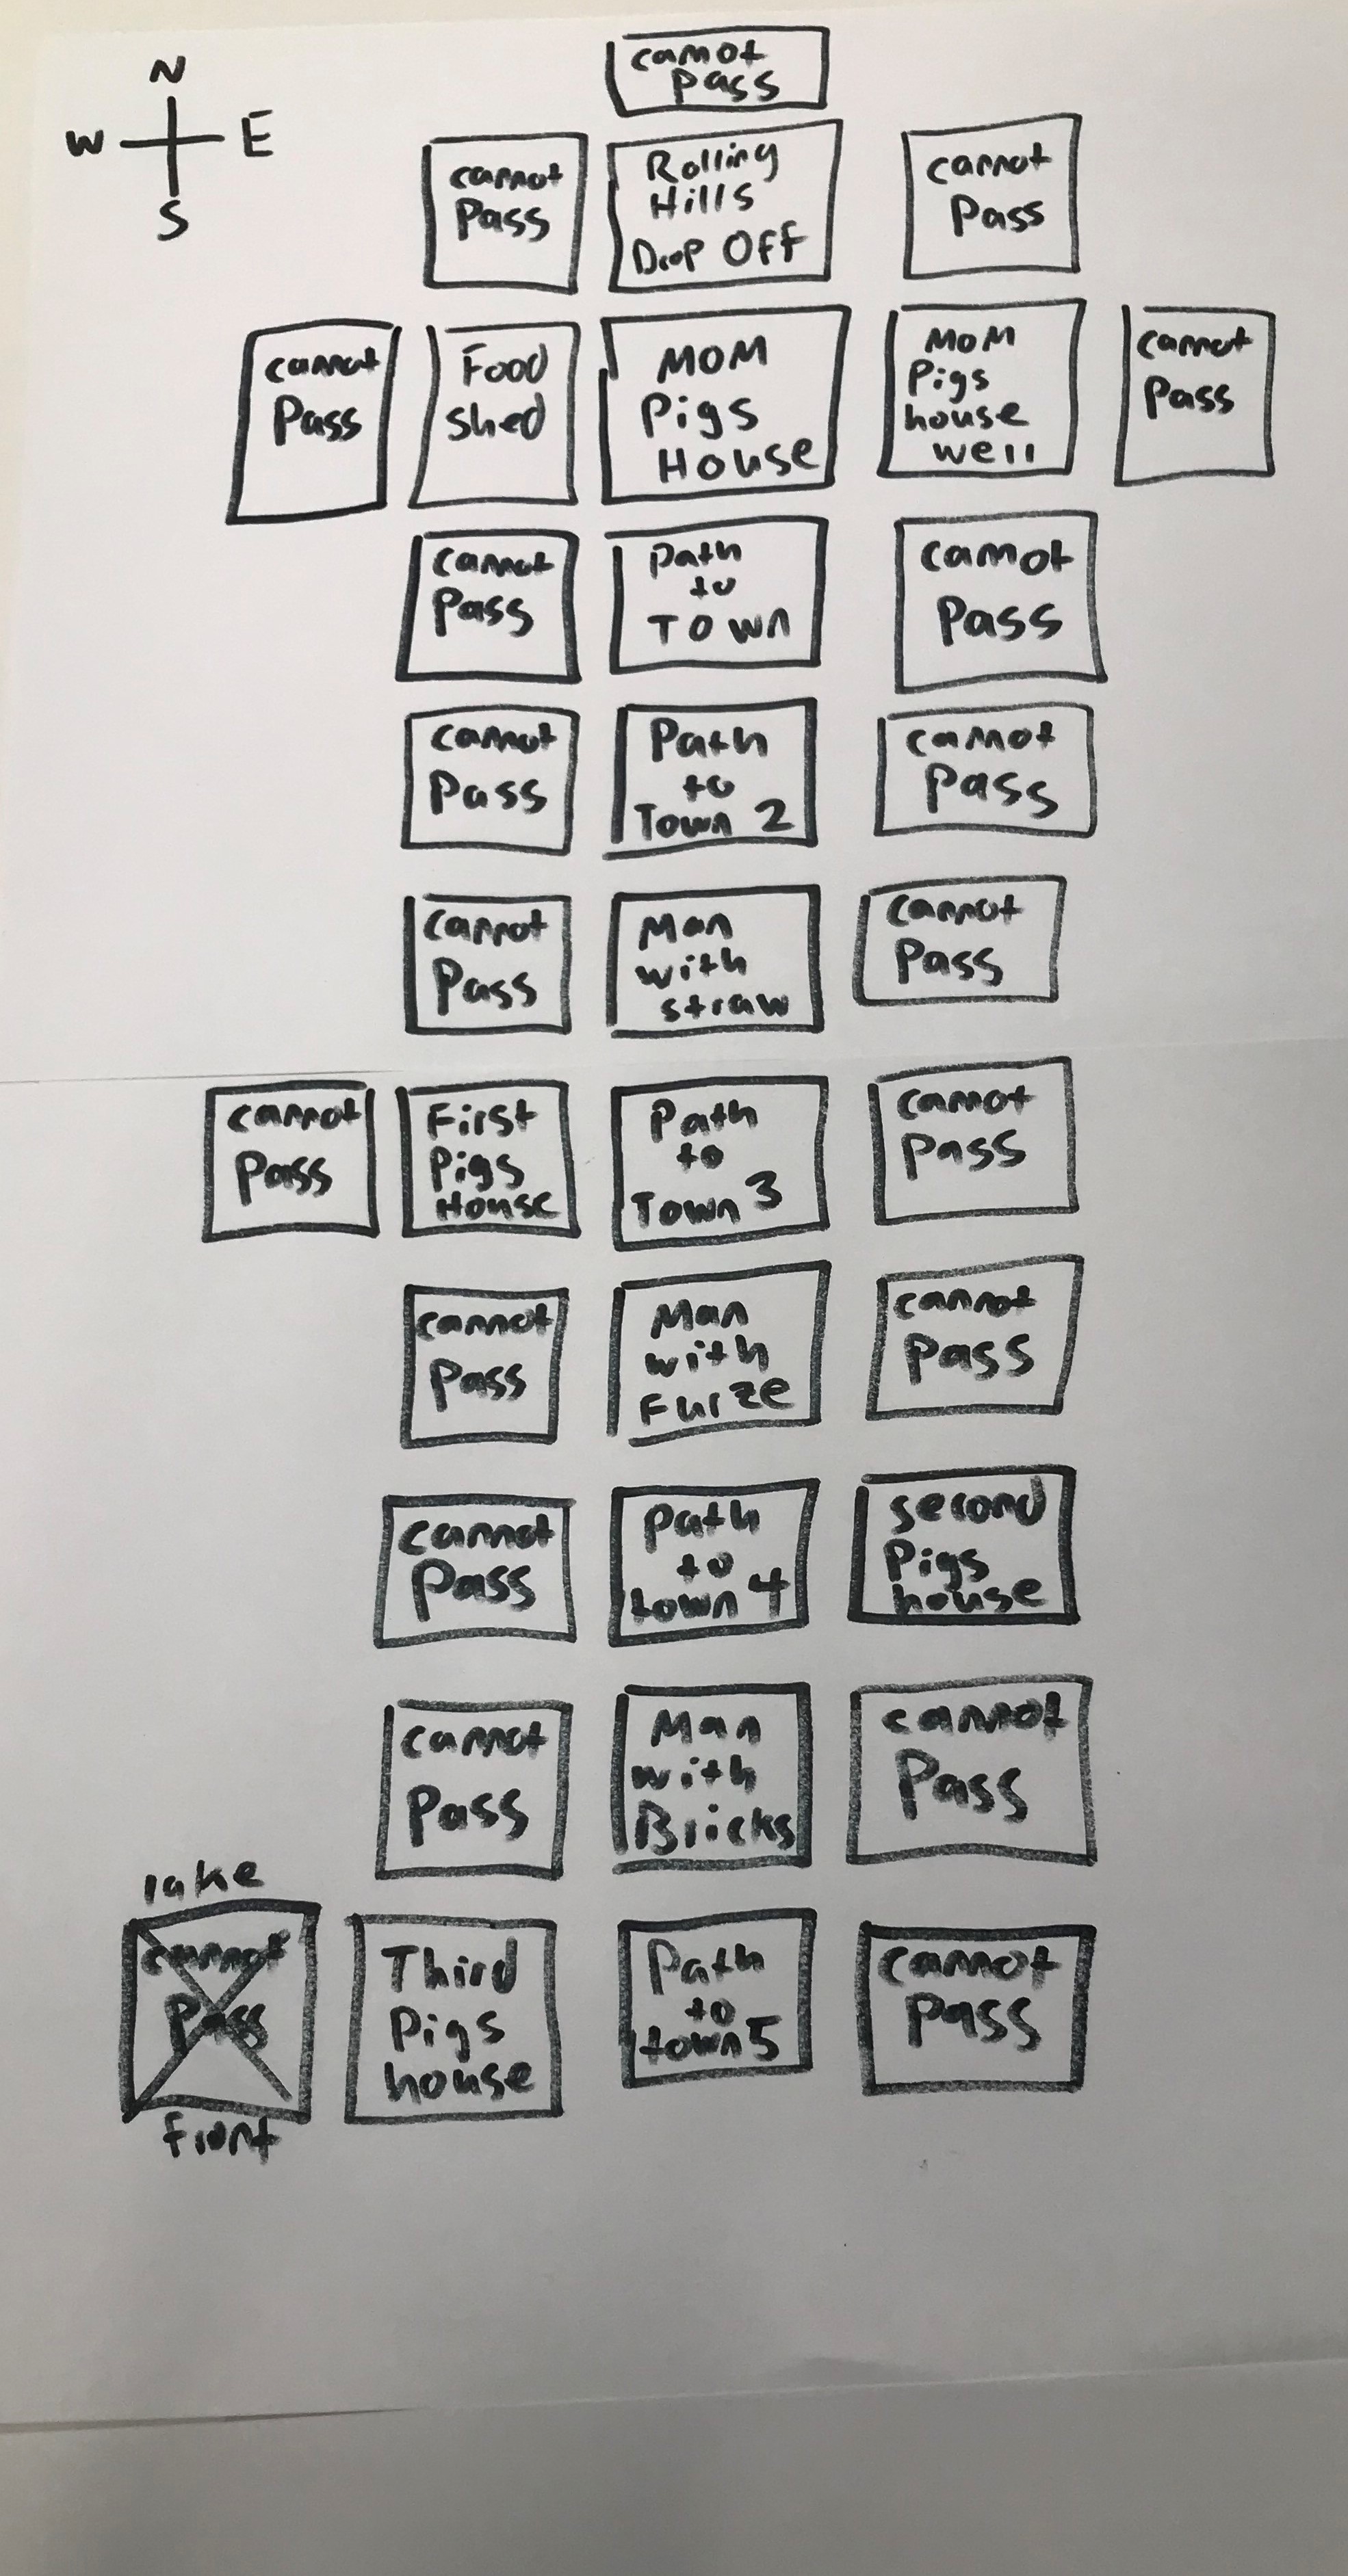 N
W E
S
cannot
pass
cannot
Pass
Rolling
Hills
Drop Off
cannot
Pass
cannot
Pass
Food
shed
MOM
Pigs
House
MOM
Pigs
house
well
cannot
Pass
cannot
Pass
Path
to
TOWN
cannot
Pass
cannot
Pass
Path
to
Town 2
cannot
Pass
cannot
Pass
Man
with
straw
cannot
Pass
cannot
Pass
First
Pigs
House
Path
to
Town 3
cannot
Pass
cannot
Pass
Man
with
Furze
cannot
Pass
cannot
Pass
Path
to
town 4
second
Pigs
house
cannot
Pass
Man
with
Bricks
cannot
Pass
lake
cannot
Pass
front
Third
Pigs
house
Path
to
town 5
cannot
Pass